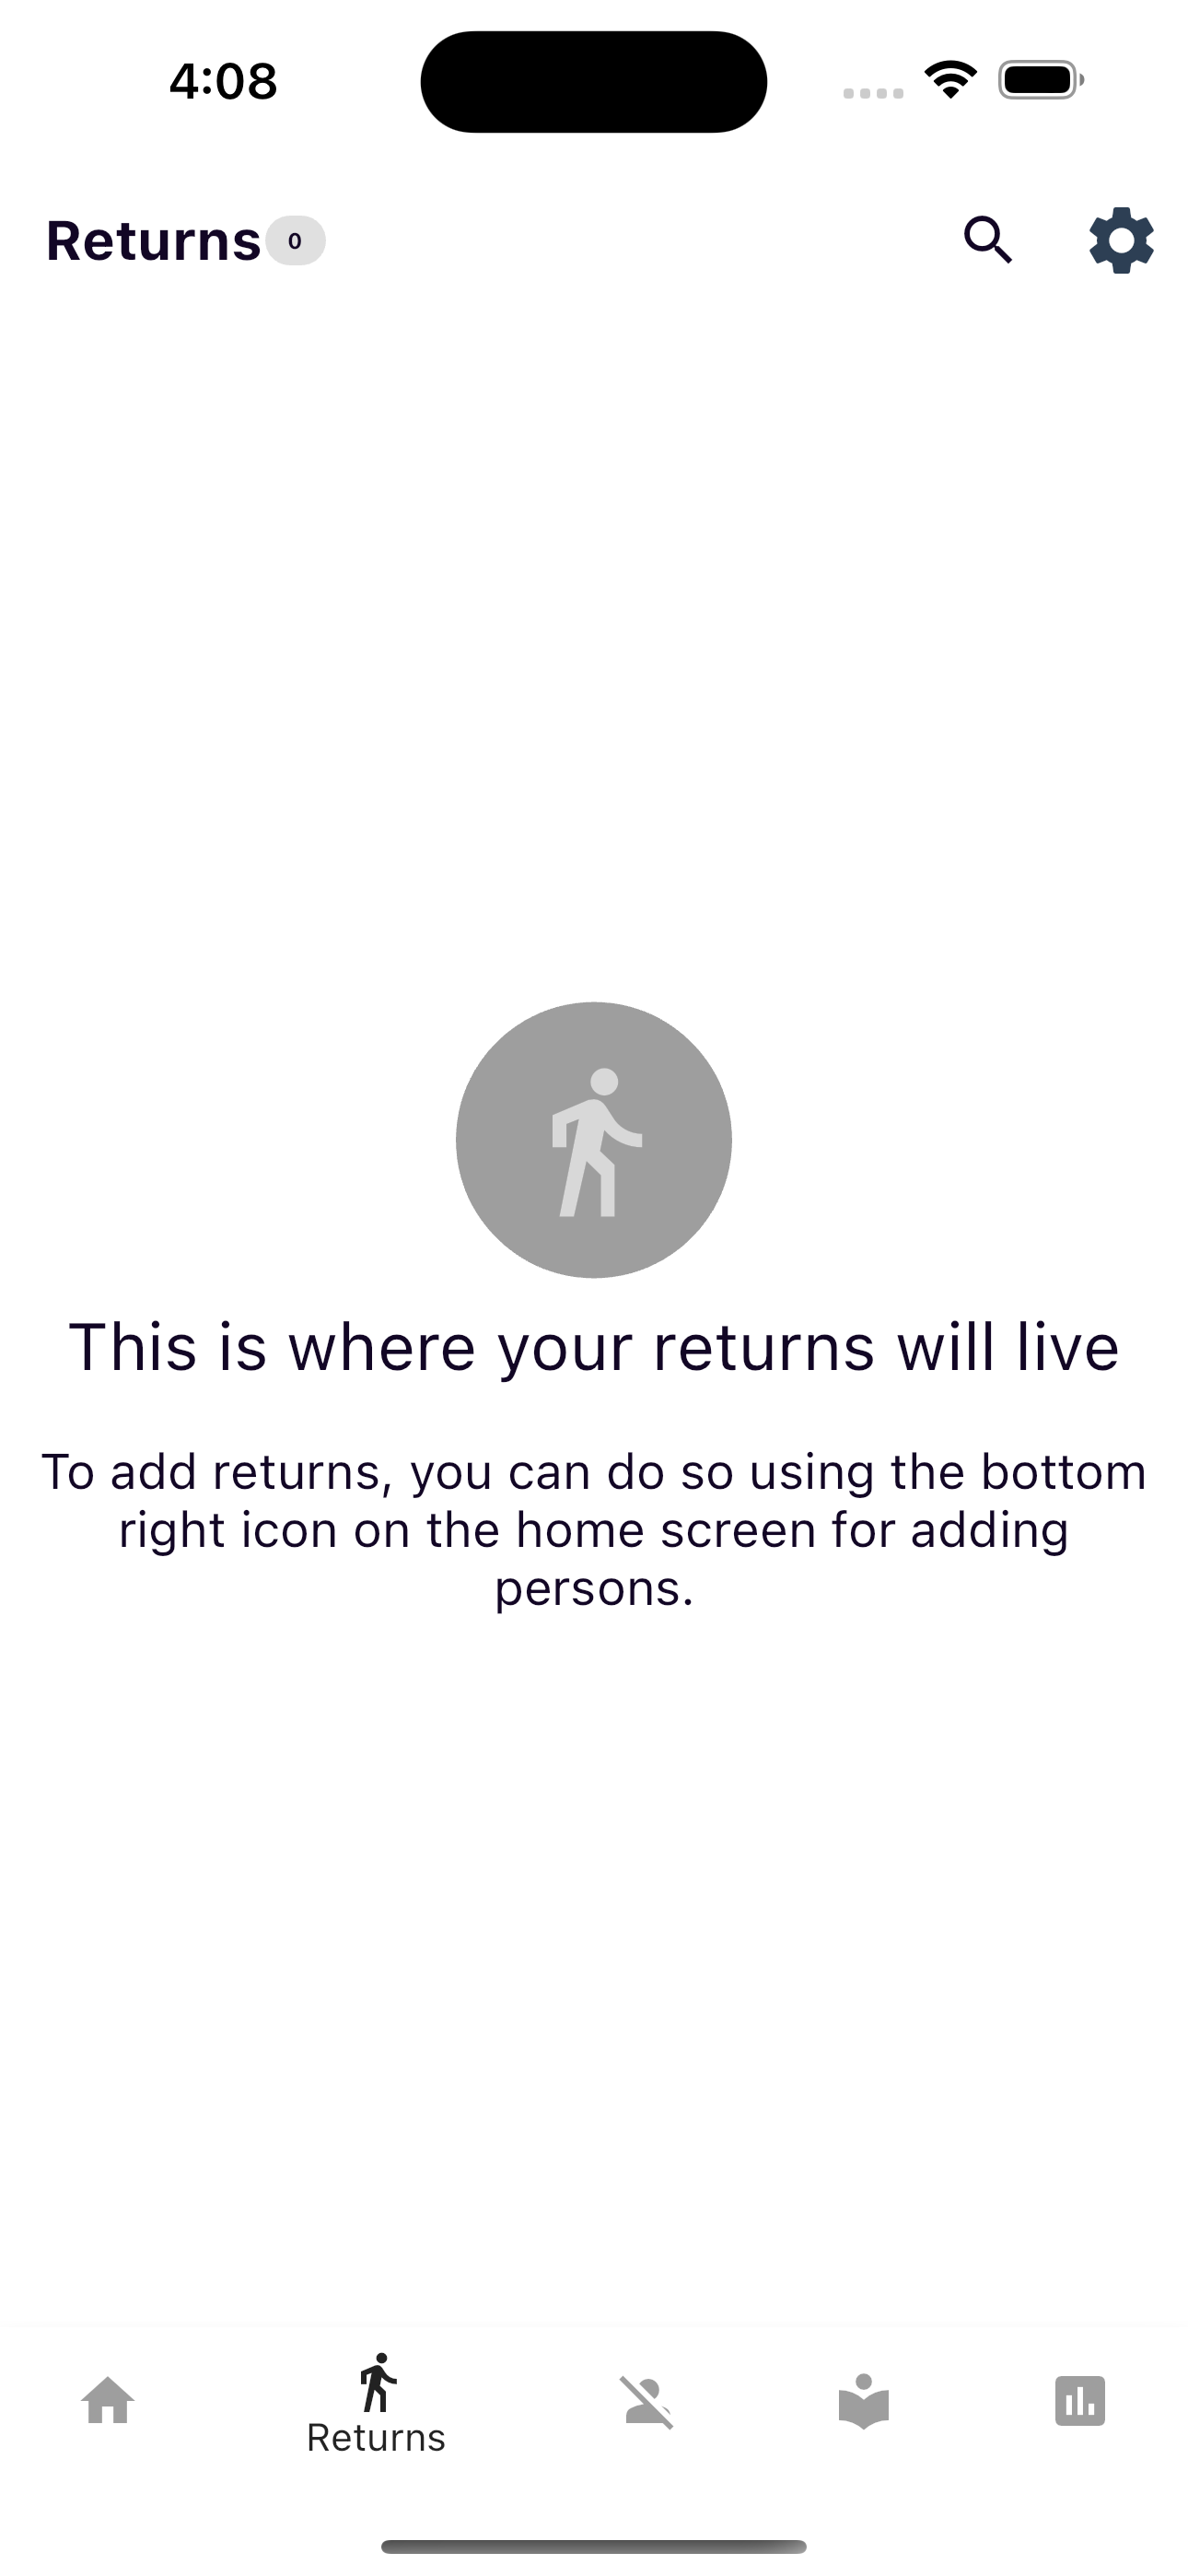 4:08
Returns 0
This is where your returns will live
To add returns, you can do so using the bottom
right icon on the home screen for adding
persons.
Returns